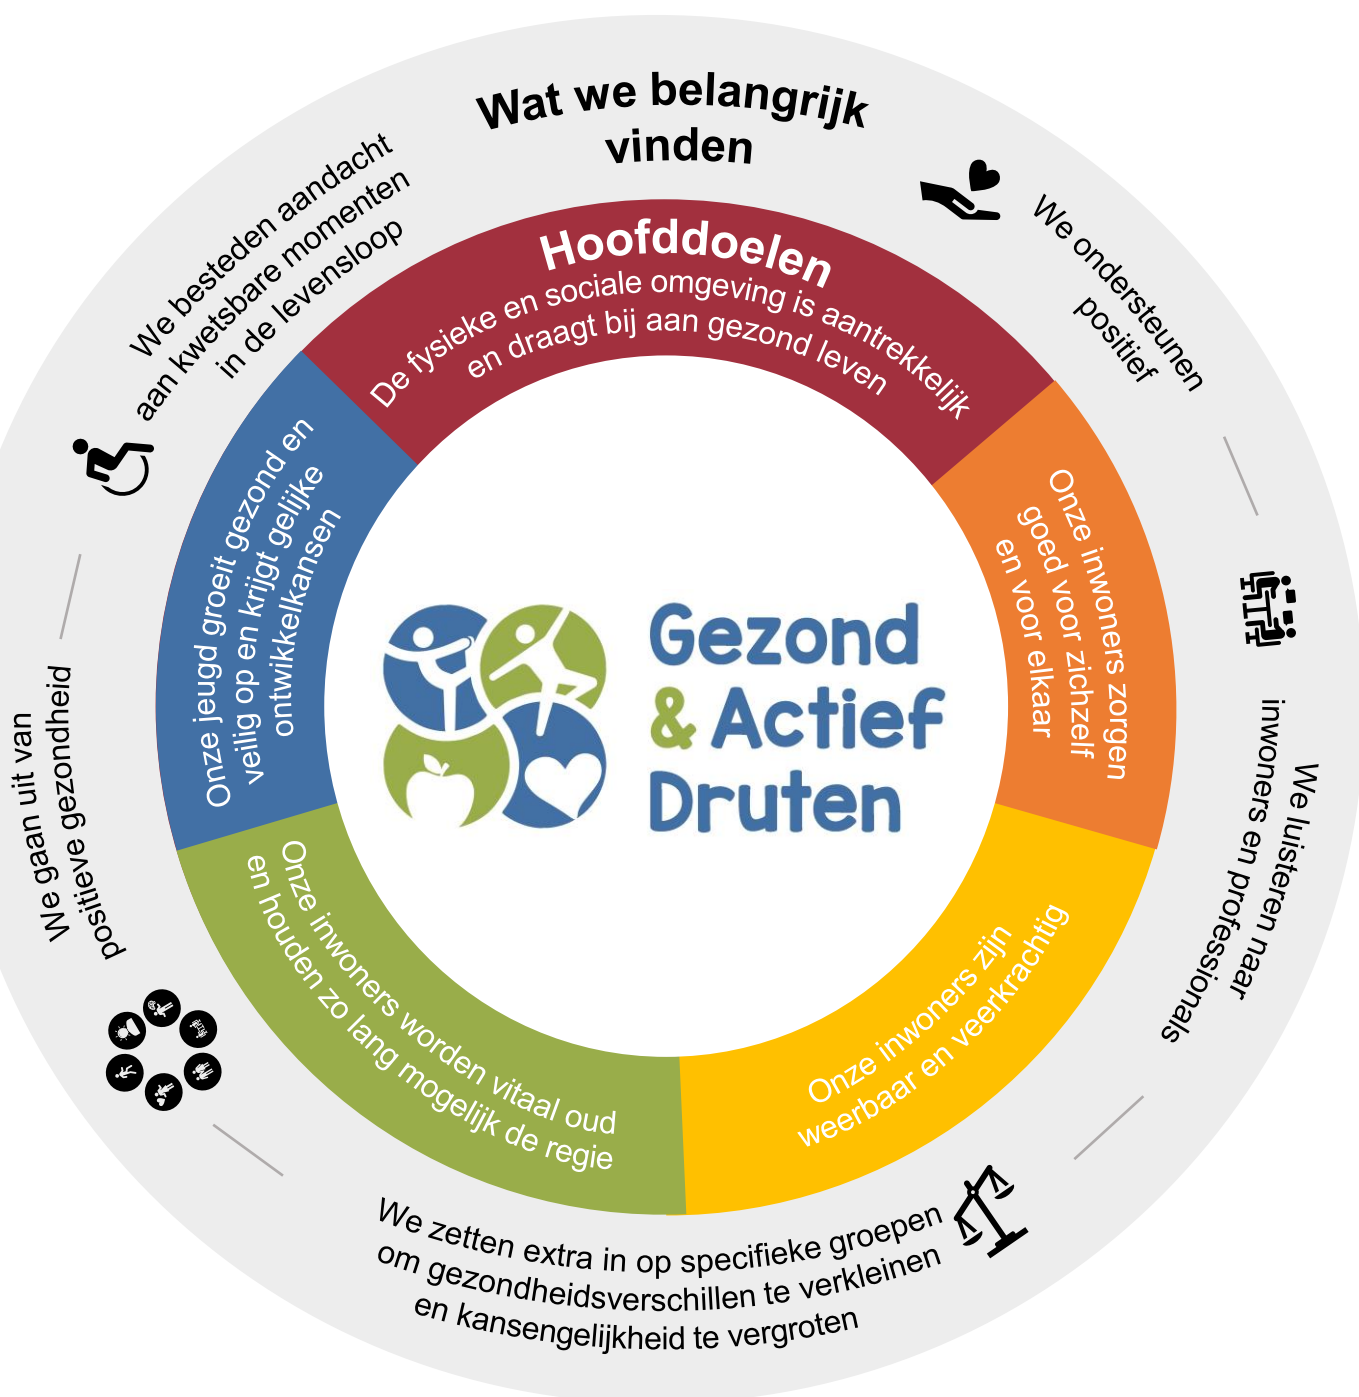 Wat we belangrijk
vinden
We ondersteunen
positief
We luisteren naar
inwoners en professionals
We zetten extra in op specifieke groepen
om gezondheidsverschillen te verkleinen
en kansengelijkheid te vergroten
We gaan uit van
positieve gezondheid
We besteden aandacht
aan kwetsbare momenten
in de levensloop
Hoofddoelen
De fysieke en sociale omgeving is aantrekkelijk
en draagt bij aan gezond leven
Onze inwoners zorgen
goed voor zichzelf
en voor elkaar
Onze inwoners zijn
weerbaar en veerkrachtig
Onze inwoners worden vitaal oud
en houden zo lang mogelijk de regie
Onze jeugd groeit gezond en
veilig op en krijgt gelijke
ontwikkelkansen
Gezond
& Actief
Druten